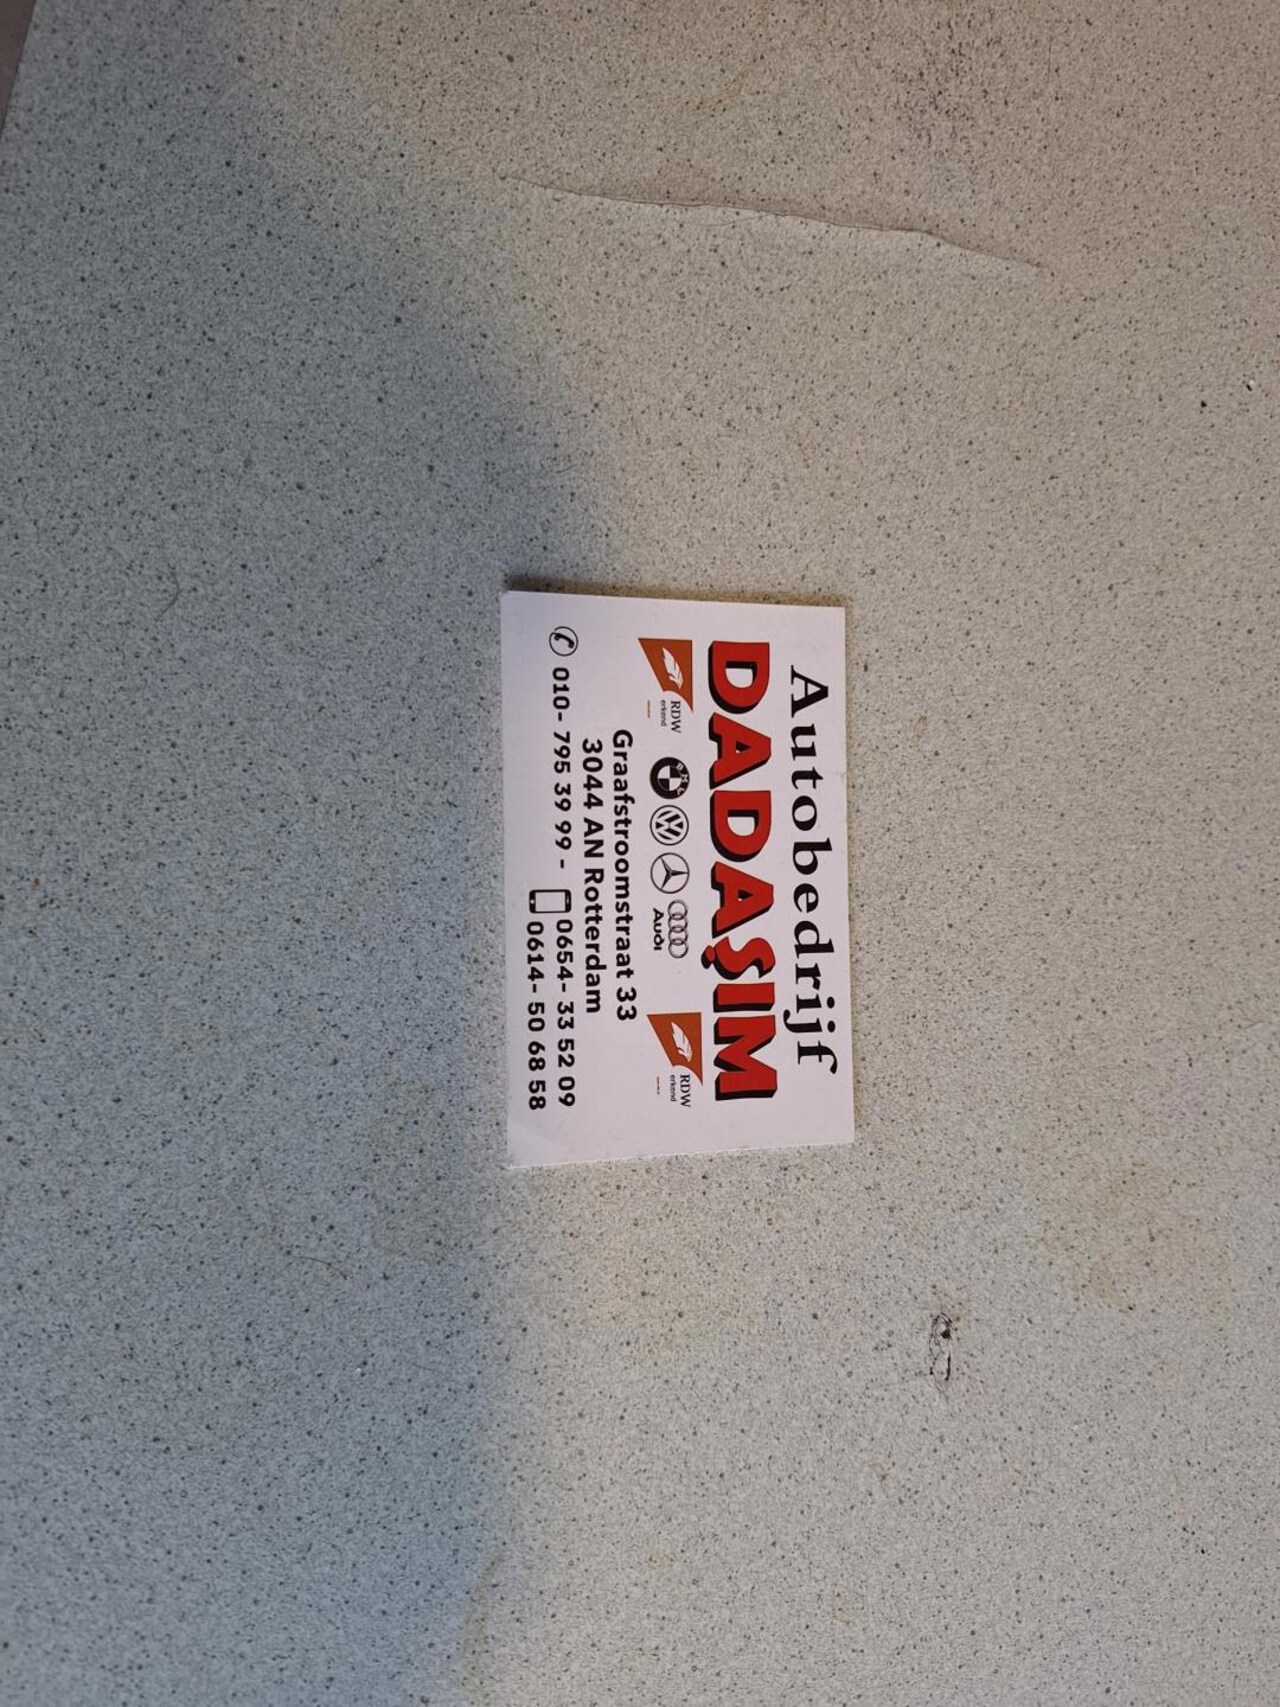 Autobedrijf
DADAŞIM
RDW
erkend
BMW
Audi
RDW
erkend
Graafstroomstraat 33
3044 AN Rotterdam
010- 795 39 99 - 0654- 33 52 09
0614- 50 68 58